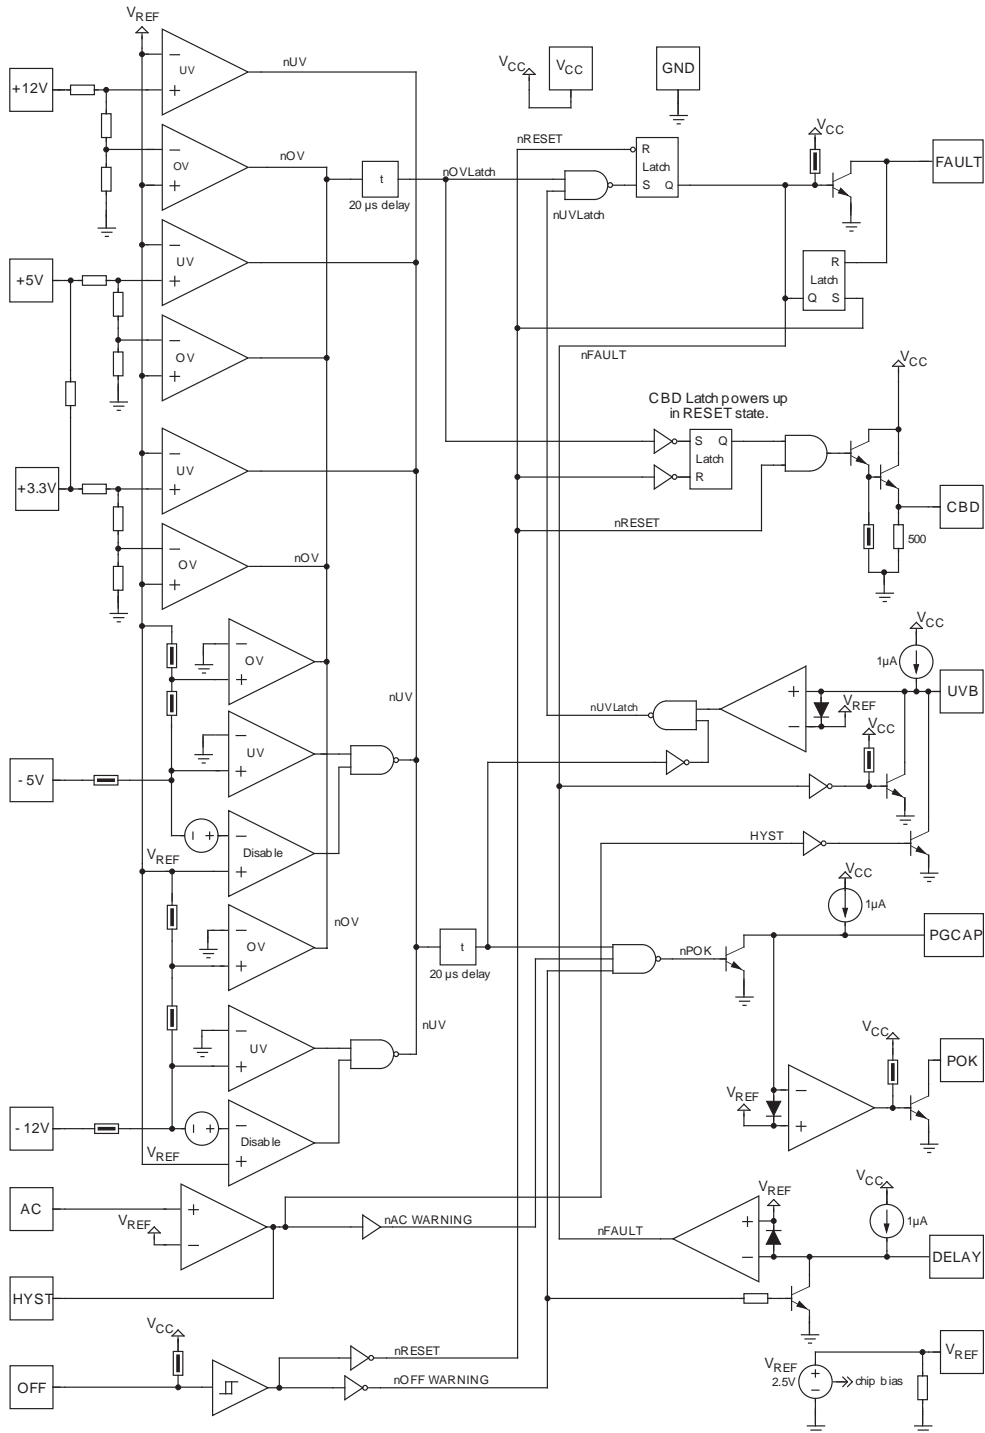 VREF
+12V
−
UV
+
nUV
VCC
VCC
GND
−
OV
+
nOV
t
20 µs delay
nOVLatch
nRESET
R
Latch
S Q
nUVLatch
VCC
FAULT
+5V
−
UV
+
R
Latch
Q S
−
OV
+
nFAULT
CBD Latch powers up
in RESET state.
VCC
+3.3V
−
UV
+
S Q
Latch
R
nRESET
CBD
500
−
OV
+
nOV
−
OV
+
nUV
VCC
1µA
UVB
+
−
VREF
nUVLatch
VCC
−
UV
+
- 5V
− +
−
Disable
+
VREF
HYST
−
OV
+
nOV
t
20 µs delay
nPOK
VCC
1µA
PGCAP
−
UV
+
nUV
VCC
POK
−
+
VREF
- 12V
− +
−
Disable
+
VREF
AC
VREF
+
−
nAC WARNING
nFAULT
VREF
+
−
VCC
1µA
DELAY
HYST
VCC
OFF
nRESET
nOFF WARNING
VREF
2.5V
+
−
chip bias
VREF